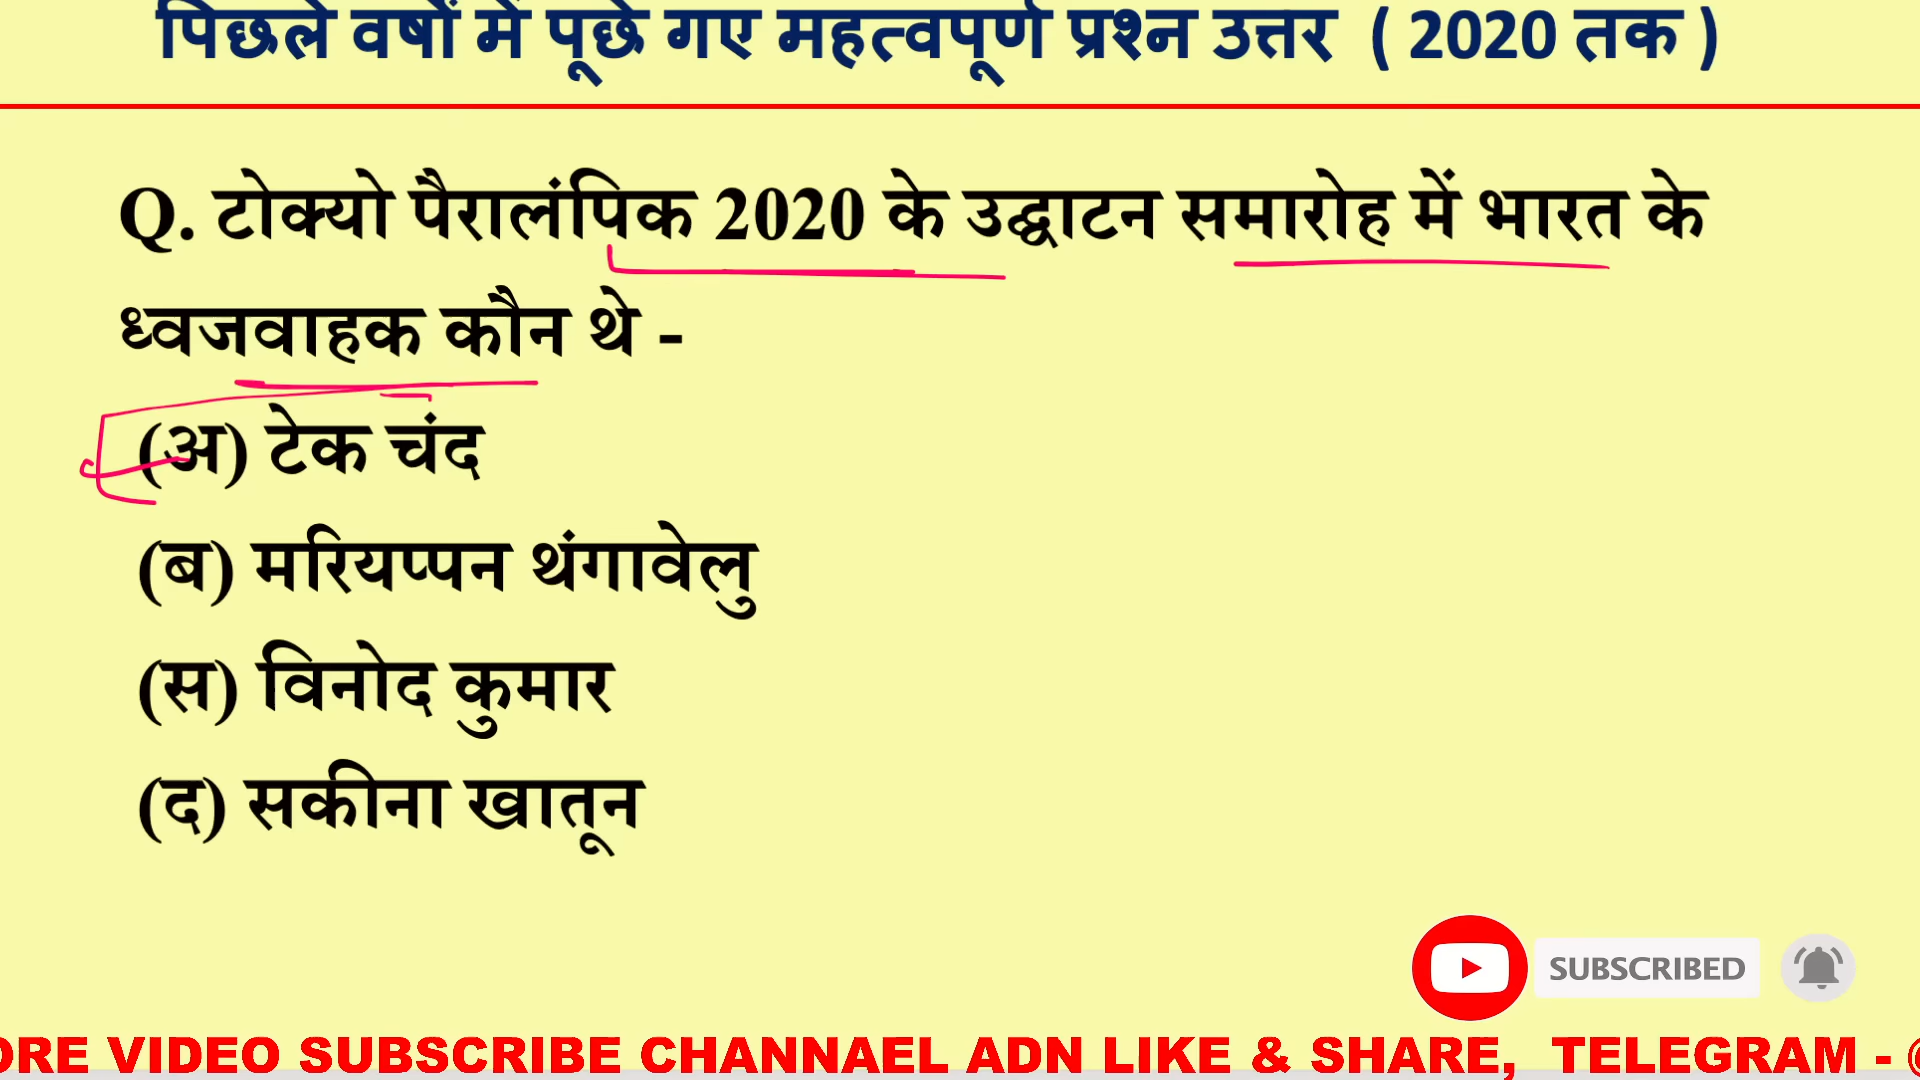 पिछले वर्षों में पूछे गए महत्वपूर्ण प्रश्न उत्तर ( 2020 तक )
Q. टोक्यो पैरालंपिक 2020 के उद्घाटन समारोह में भारत के
ध्वजवाहक कौन थे -
(अ) टेक चंद
(ब) मरियप्पन थंगावेलु
(स) विनोद कुमार
(द) सकीना खातून
SUBSCRIBED
ORE VIDEO SUBSCRIBE CHANNAEL ADN LIKE & SHARE, TELEGRAM - @